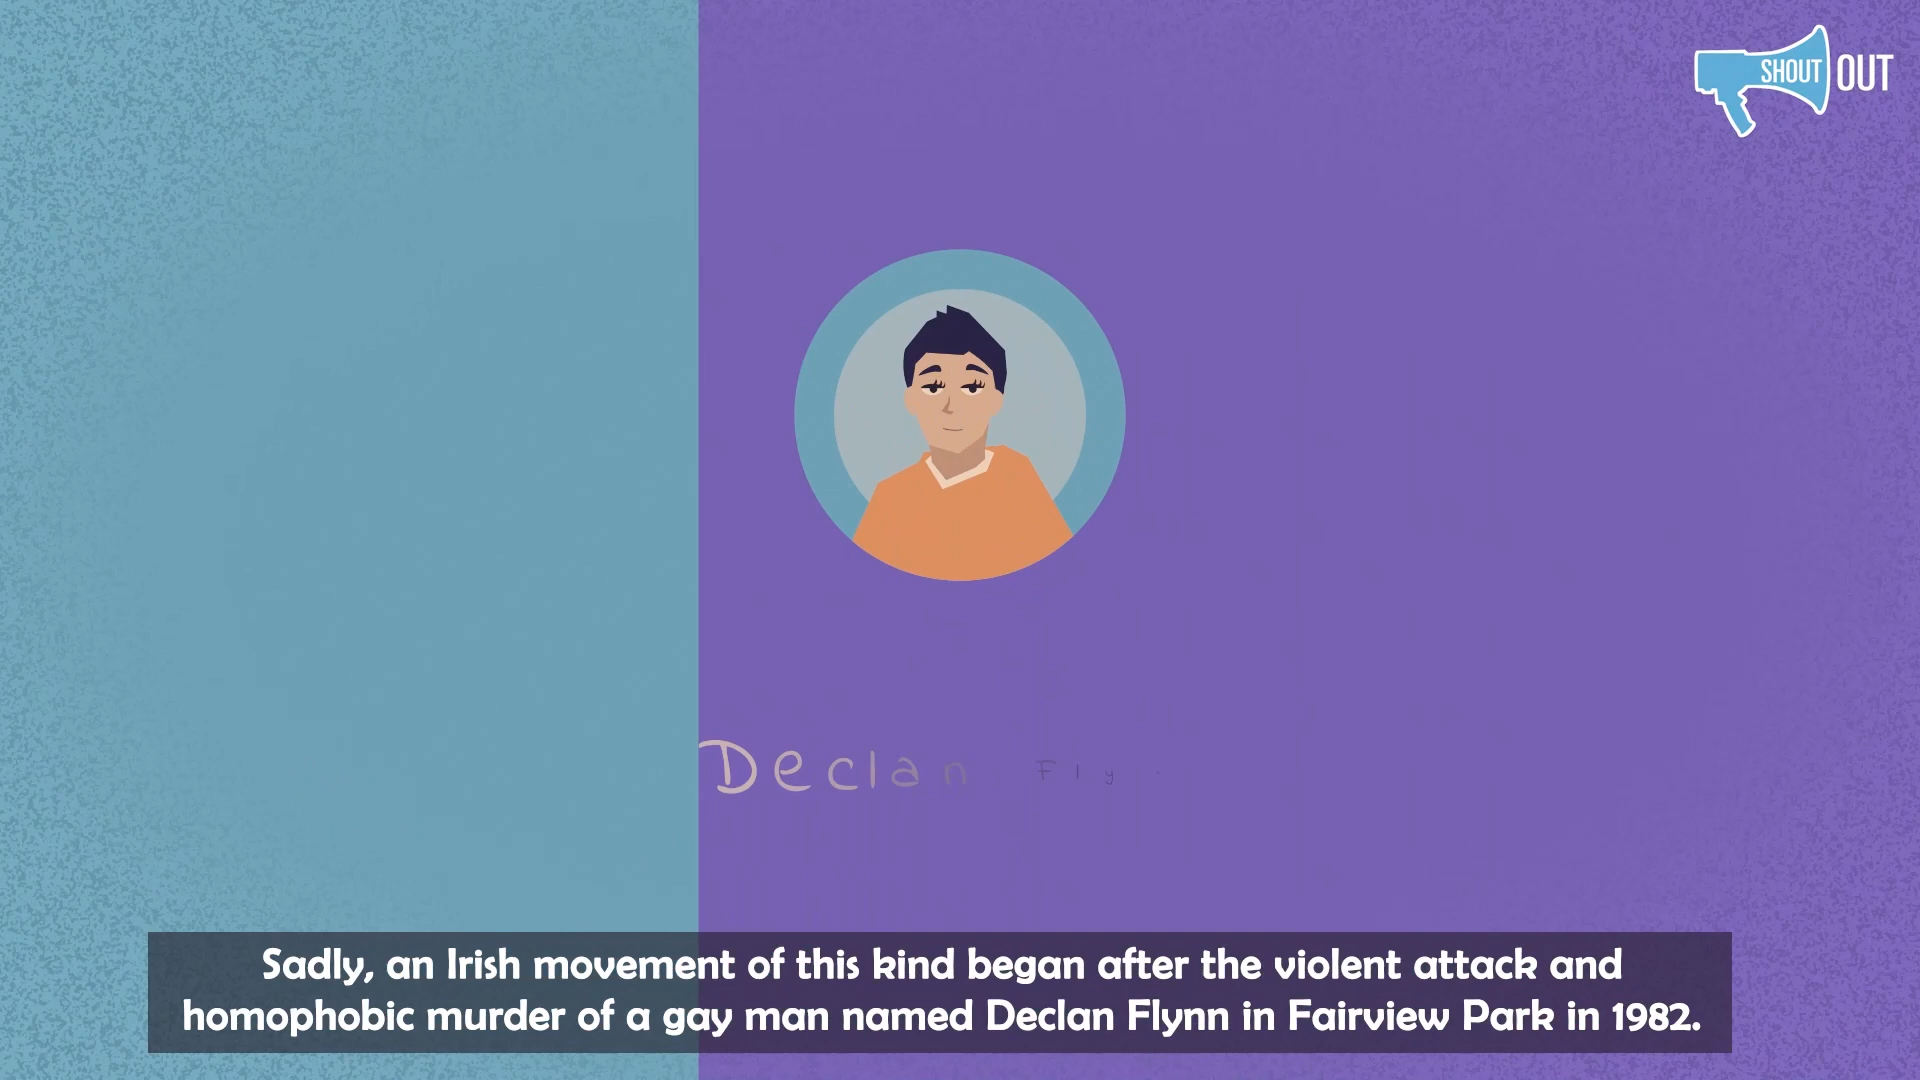 SHOUT OUT
Declan Fly
Sadly, an Irish movement of this kind began after the violent attack and
homophobic murder of a gay man named Declan Flynn in Fairview Park in 1982.